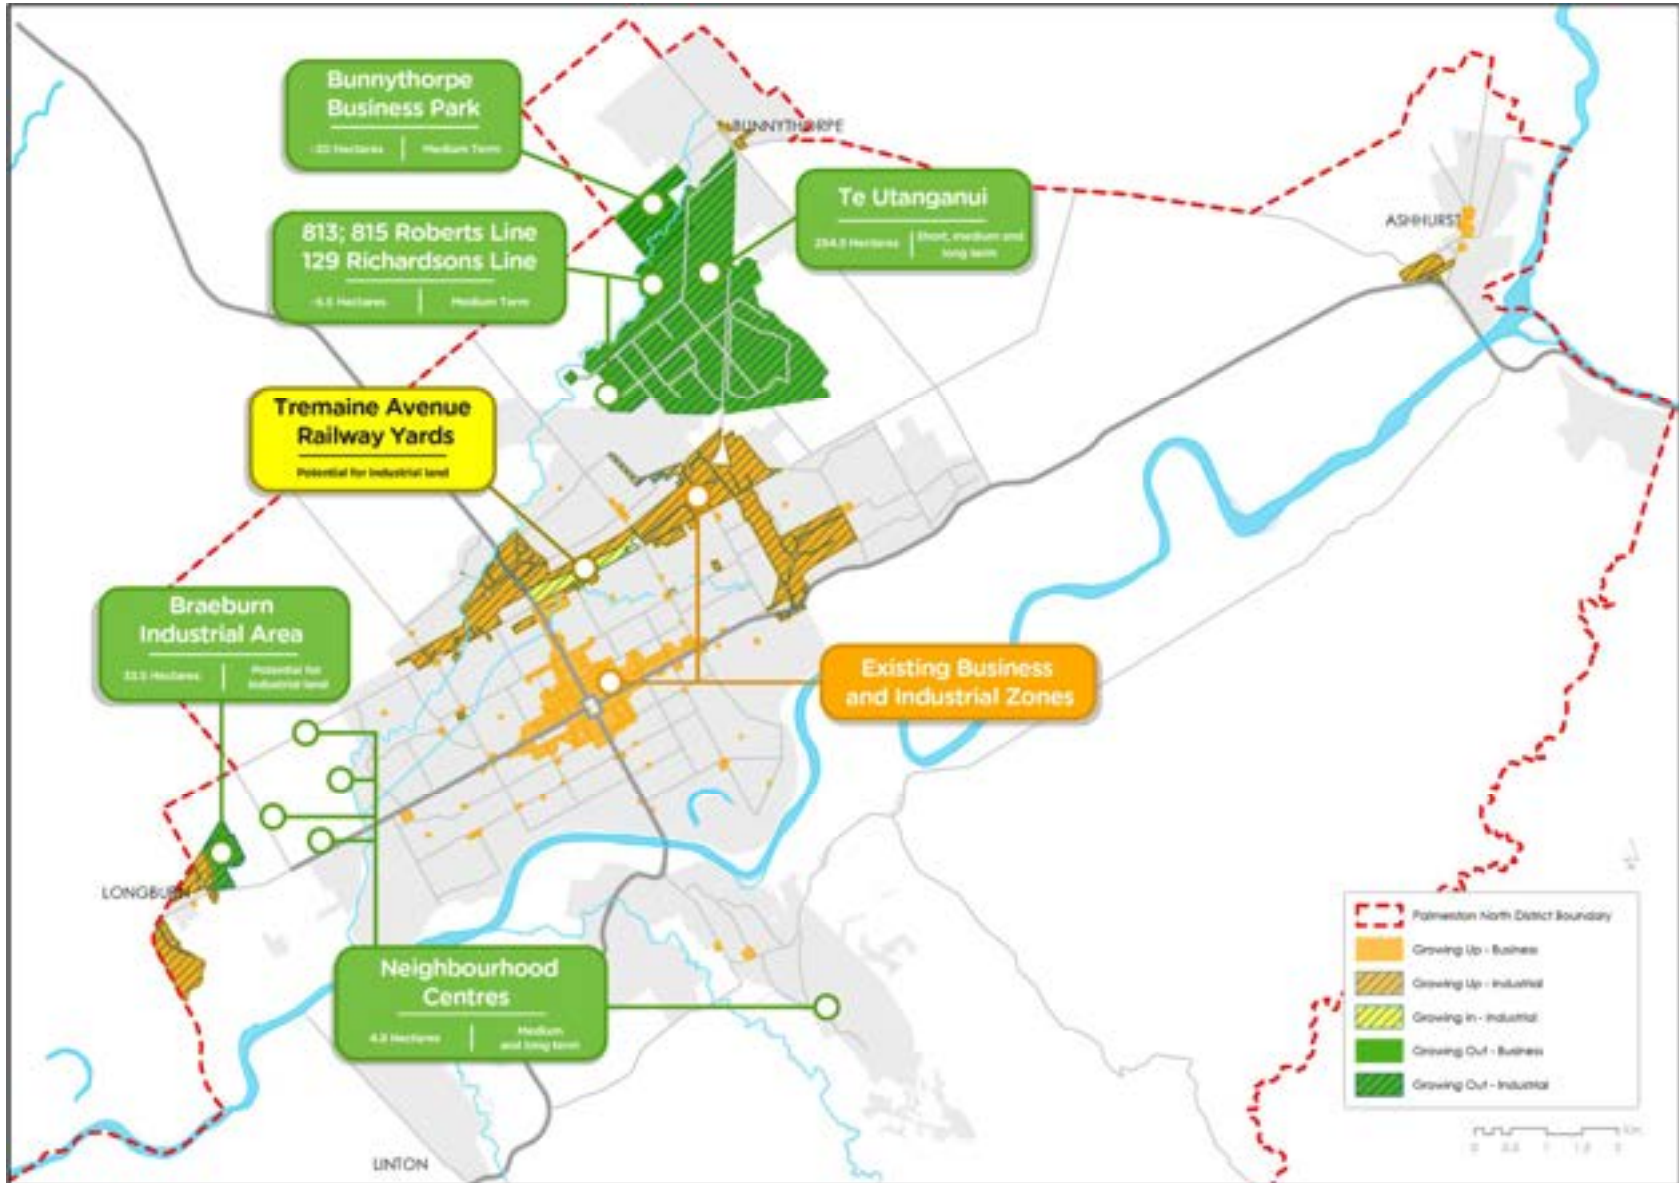 Bunnythorpe
Business Park
Medium Term
BUNNYTHORPE
Te Utanganui
Hectares
Short, medium and
long term
ASHHURST
813; 815 Roberts Line
129 Richardsons Line
Hectares
Medium Term
Tremaine Avenue
Railway Yards
Potential for industrial land
Braeburn
Industrial Area
Hectares
Potential for
industrial land
Existing Business
and Industrial Zones
LONGBURN
Neighbourhood
Centres
Hectares
Medium
and long term
LINTON
Palmerston North District Boundary
Growing Up - Business
Growing Up - Industrial
Growing In - Industrial
Growing Out - Business
Growing Out - Industrial